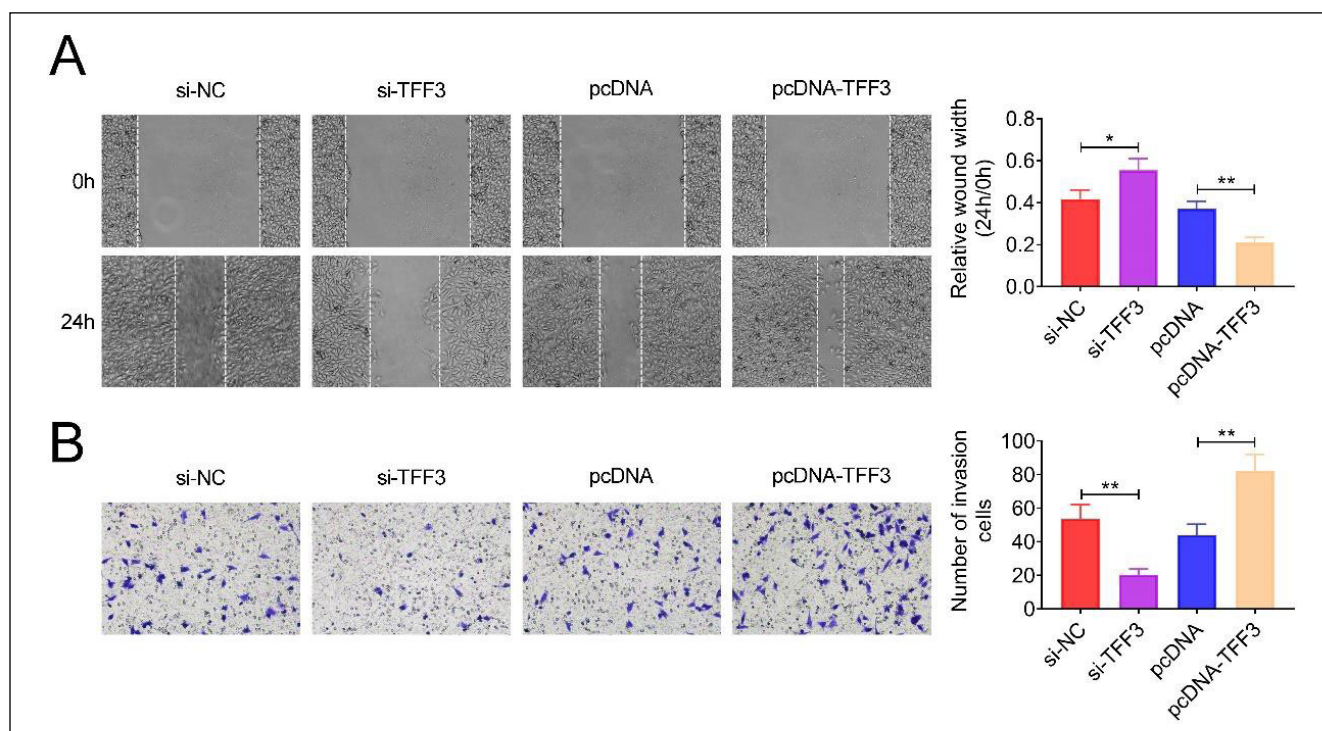 A
si-NC si-TFF3 pcDNA pcDNA-TFF3
0h
24h
Relative wound width
(24h/0h)
0.8
0.6
0.4
0.2
0.0
* **
si-NC si-TFF3 pcDNA pcDNA-TFF3
B
si-NC si-TFF3 pcDNA pcDNA-TFF3
Number of invasion
cells
100
80
60
40
20
0
** **
si-NC si-TFF3 pcDNA pcDNA-TFF3